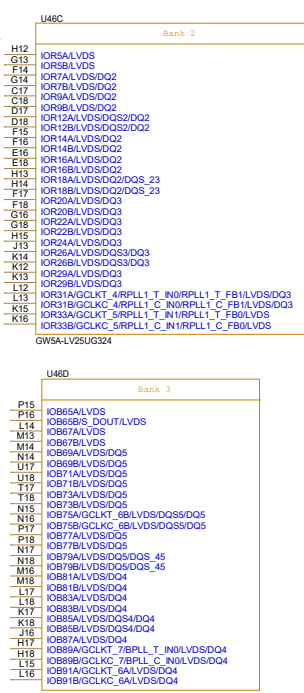 U46C
Bank 2
H12 IOR5A/LVDS
G13 IOR5B/LVDS
F14 IOR7A/LVDS/DQ2
G14 IOR7B/LVDS/DQ2
C17 IOR9A/LVDS/DQ2
C18 IOR9B/LVDS/DQ2
D17 IOR12A/LVDS/DQS2/DQ2
D18 IOR12B/LVDS/DQS2/DQ2
F15 IOR14A/LVDS/DQ2
F16 IOR14B/LVDS/DQ2
E16 IOR16A/LVDS/DQ2
E18 IOR16B/LVDS/DQ2
H13 IOR18A/LVDS/DQ2/DQS_23
H14 IOR18B/LVDS/DQ2/DQS_23
F17 IOR20A/LVDS/DQ3
F18 IOR20B/LVDS/DQ3
G16 IOR22A/LVDS/DQ3
G18 IOR22B/LVDS/DQ3
H15 IOR24A/LVDS/DQ3
J13 IOR26A/LVDS/DQS3/DQ3
K14 IOR26B/LVDS/DQS3/DQ3
K12 IOR29A/LVDS/DQ3
K13 IOR29B/LVDS/DQ3
L12 IOR31A/GCLKT_4/RPLL1_T_IN0/RPLL1_T_FB1/LVDS/DQ3
L13 IOR31B/GCLKC_4/RPLL1_C_IN0/RPLL1_C_FB1/LVDS/DQ3
K15 IOR33A/GCLKT_5/RPLL1_T_IN1/RPLL1_T_FB0/LVDS
K16 IOR33B/GCLKC_5/RPLL1_C_IN1/RPLL1_C_FB0/LVDS
GW5A-LV25UG324
U46D
Bank 3
P15 IOB65A/LVDS
P16 IOB65B/S_DOUT/LVDS
L14 IOB67A/LVDS
M13 IOB67B/LVDS
M14 IOB69A/LVDS/DQ5
N14 IOB69B/LVDS/DQ5
U17 IOB71A/LVDS/DQ5
U18 IOB71B/LVDS/DQ5
T17 IOB73A/LVDS/DQ5
T18 IOB73B/LVDS/DQ5
N15 IOB75A/GCLKT_6B/LVDS/DQS5/DQ5
N16 IOB75B/GCLKC_6B/LVDS/DQS5/DQ5
P17 IOB77A/LVDS/DQ5
P18 IOB77B/LVDS/DQ5
N17 IOB79A/LVDS/DQ5/DQS_45
N18 IOB79B/LVDS/DQ5/DQS_45
M16 IOB81A/LVDS/DQ4
M18 IOB81B/LVDS/DQ4
L17 IOB83A/LVDS/DQ4
L18 IOB83B/LVDS/DQ4
K17 IOB85A/LVDS/DQS4/DQ4
K18 IOB85B/LVDS/DQS4/DQ4
J16 IOB87A/LVDS/DQ4
H17 IOB89A/GCLKT_7/BPLL_T_IN0/LVDS/DQ4
H18 IOB89B/GCLKC_7/BPLL_C_IN0/LVDS/DQ4
L15 IOB91A/GCLKT_6A/LVDS/DQ4
L16 IOB91B/GCLKC_6A/LVDS/DQ4